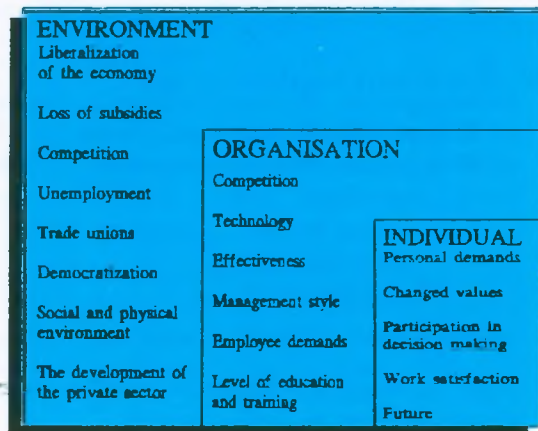 ENVIRONMENT
Liberalization
of the economy
Loss of subsidies
Competition
Unemployment
Trade unions
Democratization
Social and physical
environment
The development of
the private sector
ORGANISATION
Competition
Technology
Effectiveness
Management style
Employee demands
Level of education
and training
INDIVIDUAL
Personal demands
Changed values
Participation in
decision making
Work satisfaction
Future